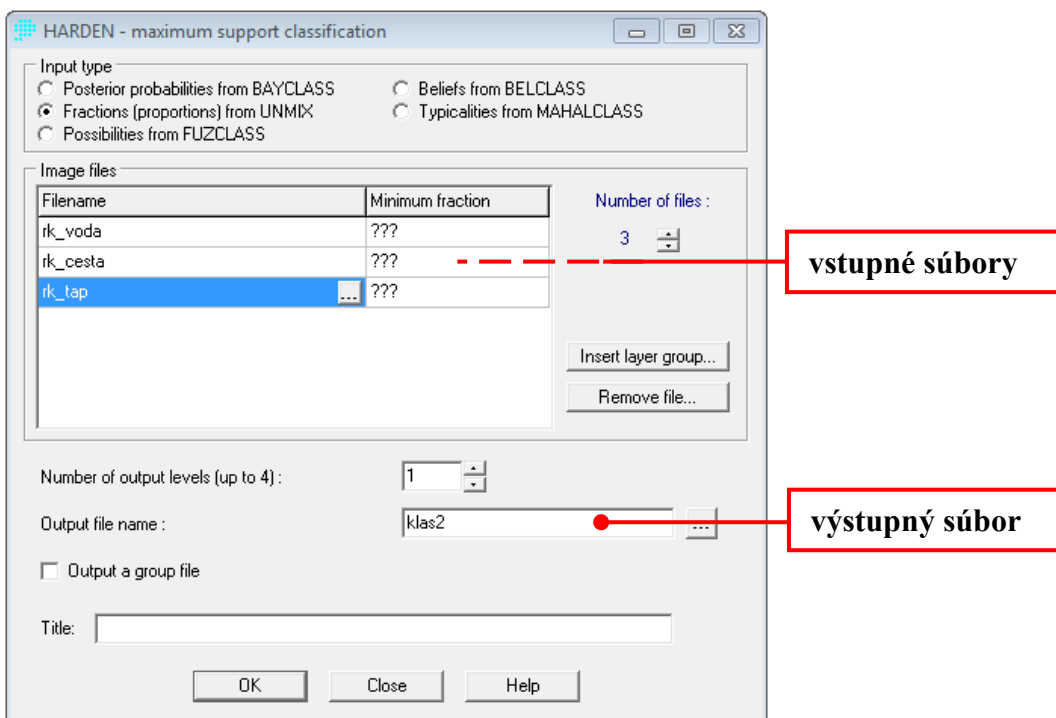 HARDEN - maximum support classification
Input type
Posterior probabilities from BAYCLASS
Beliefs from BELCLASS
Fractions (proportions) from UNMIX
Typicalities from MAHALCLASS
Possibilities from FUZCLASS
Image files
Filename Minimum fraction
Number of files :
rk_voda ???
3
rk_cesta ???
vstupné súbory
rk_tap ... ???
Insert layer group...
Remove file...
Number of output levels (up to 4) : 1
Output file name : klas2 ...
výstupný súbor
Output a group file
Title:
OK Close Help